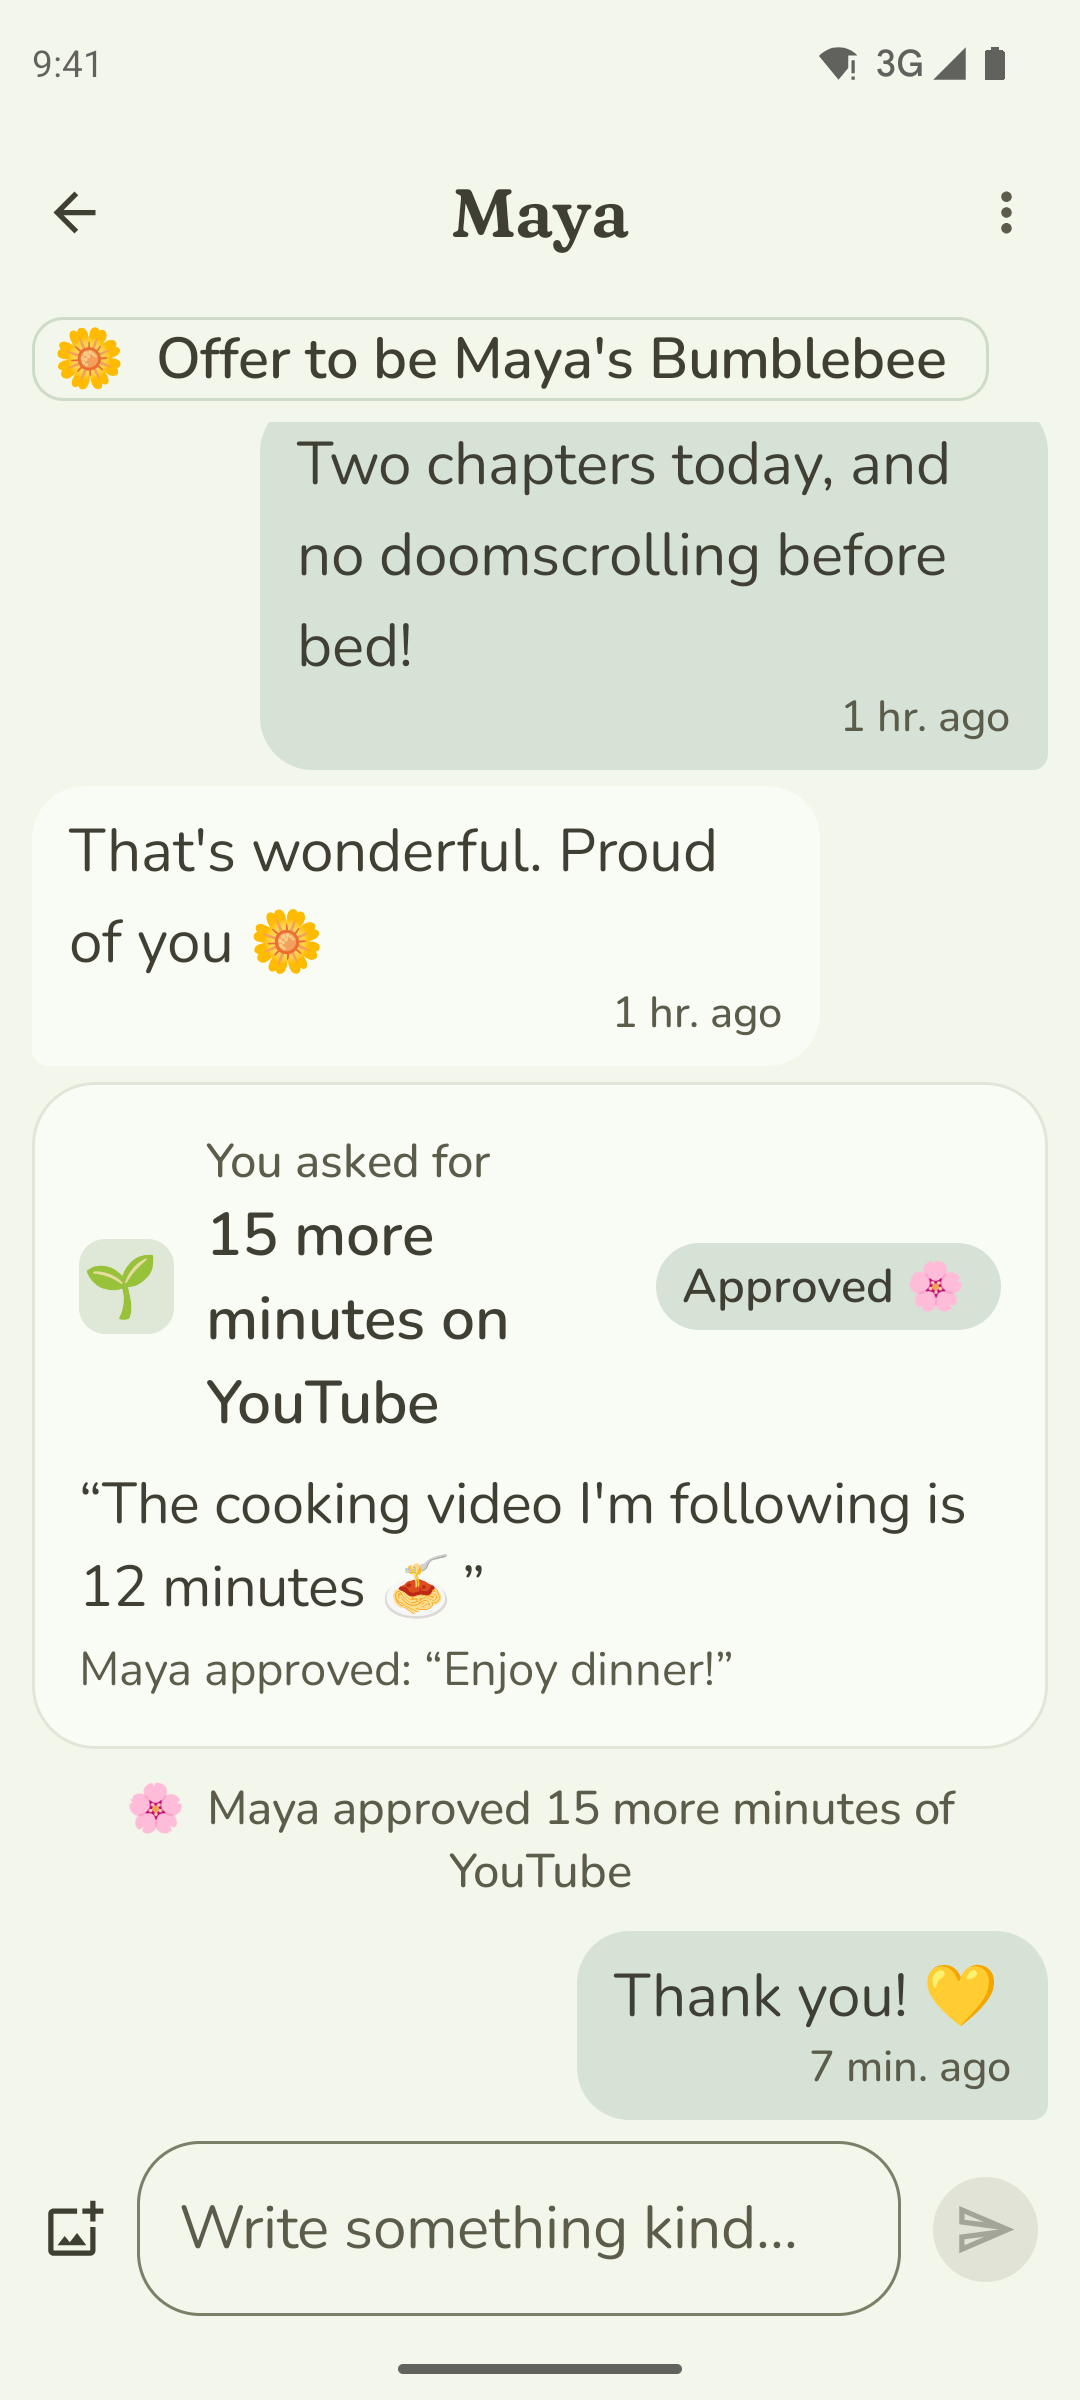 9:41
3G
Maya
🌼 Offer to be Maya's Bumblebee
Two chapters today, and
no doomscrolling before
bed!
1 hr. ago
That's wonderful. Proud
of you 🌼
1 hr. ago
You asked for
🌱 15 more
minutes on
YouTube
Approved 🌸
“The cooking video I'm following is
12 minutes 🍝 ”
Maya approved: “Enjoy dinner!”
🌸 Maya approved 15 more minutes of
YouTube
Thank you! 💛
7 min. ago
Write something kind...